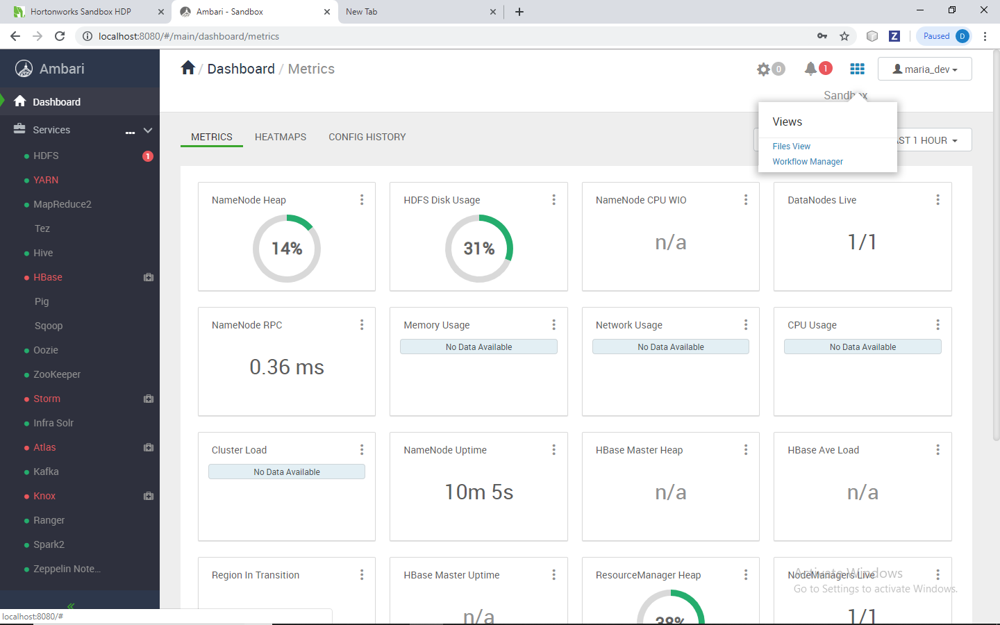 Hortonworks Sandbox HDP
Ambari - Sandbox
New Tab
localhost:8080/#/main/dashboard/metrics
Z
Paused
D
Ambari
/ Dashboard / Metrics
0
1
maria_dev
Sandbox
Dashboard
Services
HDFS
1
YARN
MapReduce2
Tez
Hive
HBase
Pig
Sqoop
Oozie
ZooKeeper
Storm
Infra Solr
Atlas
Kafka
Knox
Ranger
Spark2
Zeppelin Note...
METRICS
HEATMAPS
CONFIG HISTORY
AST 1 HOUR
Views
Files View
Workflow Manager
NameNode Heap
14%
HDFS Disk Usage
31%
NameNode CPU WIO
n/a
DataNodes Live
1/1
NameNode RPC
0.36 ms
Memory Usage
No Data Available
Network Usage
No Data Available
CPU Usage
No Data Available
Cluster Load
No Data Available
NameNode Uptime
10m 5s
HBase Master Heap
n/a
HBase Ave Load
n/a
Region In Transition
HBase Master Uptime
n/a
ResourceManager Heap
38%
NodeManagers Live
1/1
Activate Windows
Go to Settings to activate Windows.
localhost:8080/#